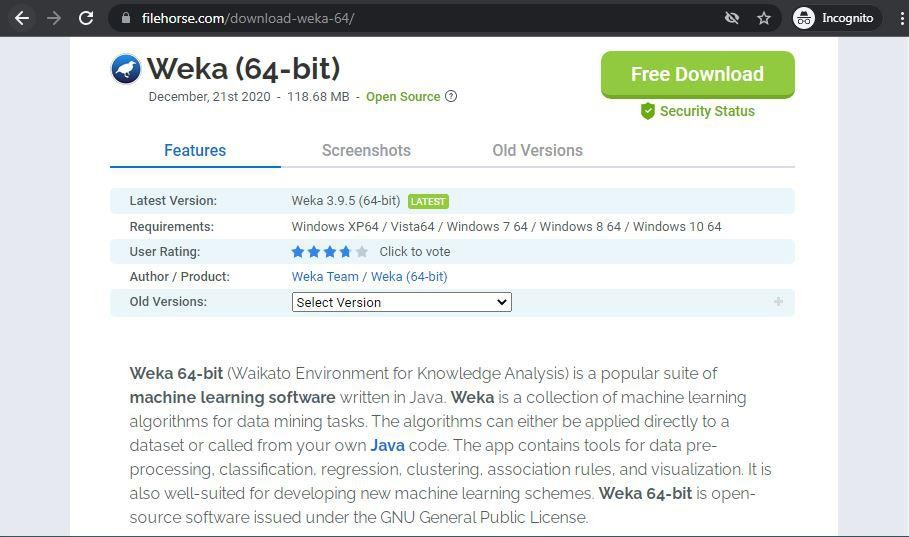 filehorse.com/download-weka-64/
Incognito
Weka (64-bit)
Free Download
December, 21st 2020 - 118.68 MB - Open Source ?
Security Status
Features Screenshots Old Versions
Latest Version: Weka 3.9.5 (64-bit) LATEST
Requirements: Windows XP64 / Vista64 / Windows 7 64 / Windows 8 64 / Windows 10 64
User Rating: Click to vote
Author / Product: Weka Team / Weka (64-bit)
Old Versions: Select Version +
Weka 64-bit (Waikato Environment for Knowledge Analysis) is a popular suite of
machine learning software written in Java. Weka is a collection of machine learning
algorithms for data mining tasks. The algorithms can either be applied directly to a
dataset or called from your own Java code. The app contains tools for data pre-
processing, classification, regression, clustering, association rules, and visualization. It is
also well-suited for developing new machine learning schemes. Weka 64-bit is open-
source software issued under the GNU General Public License.